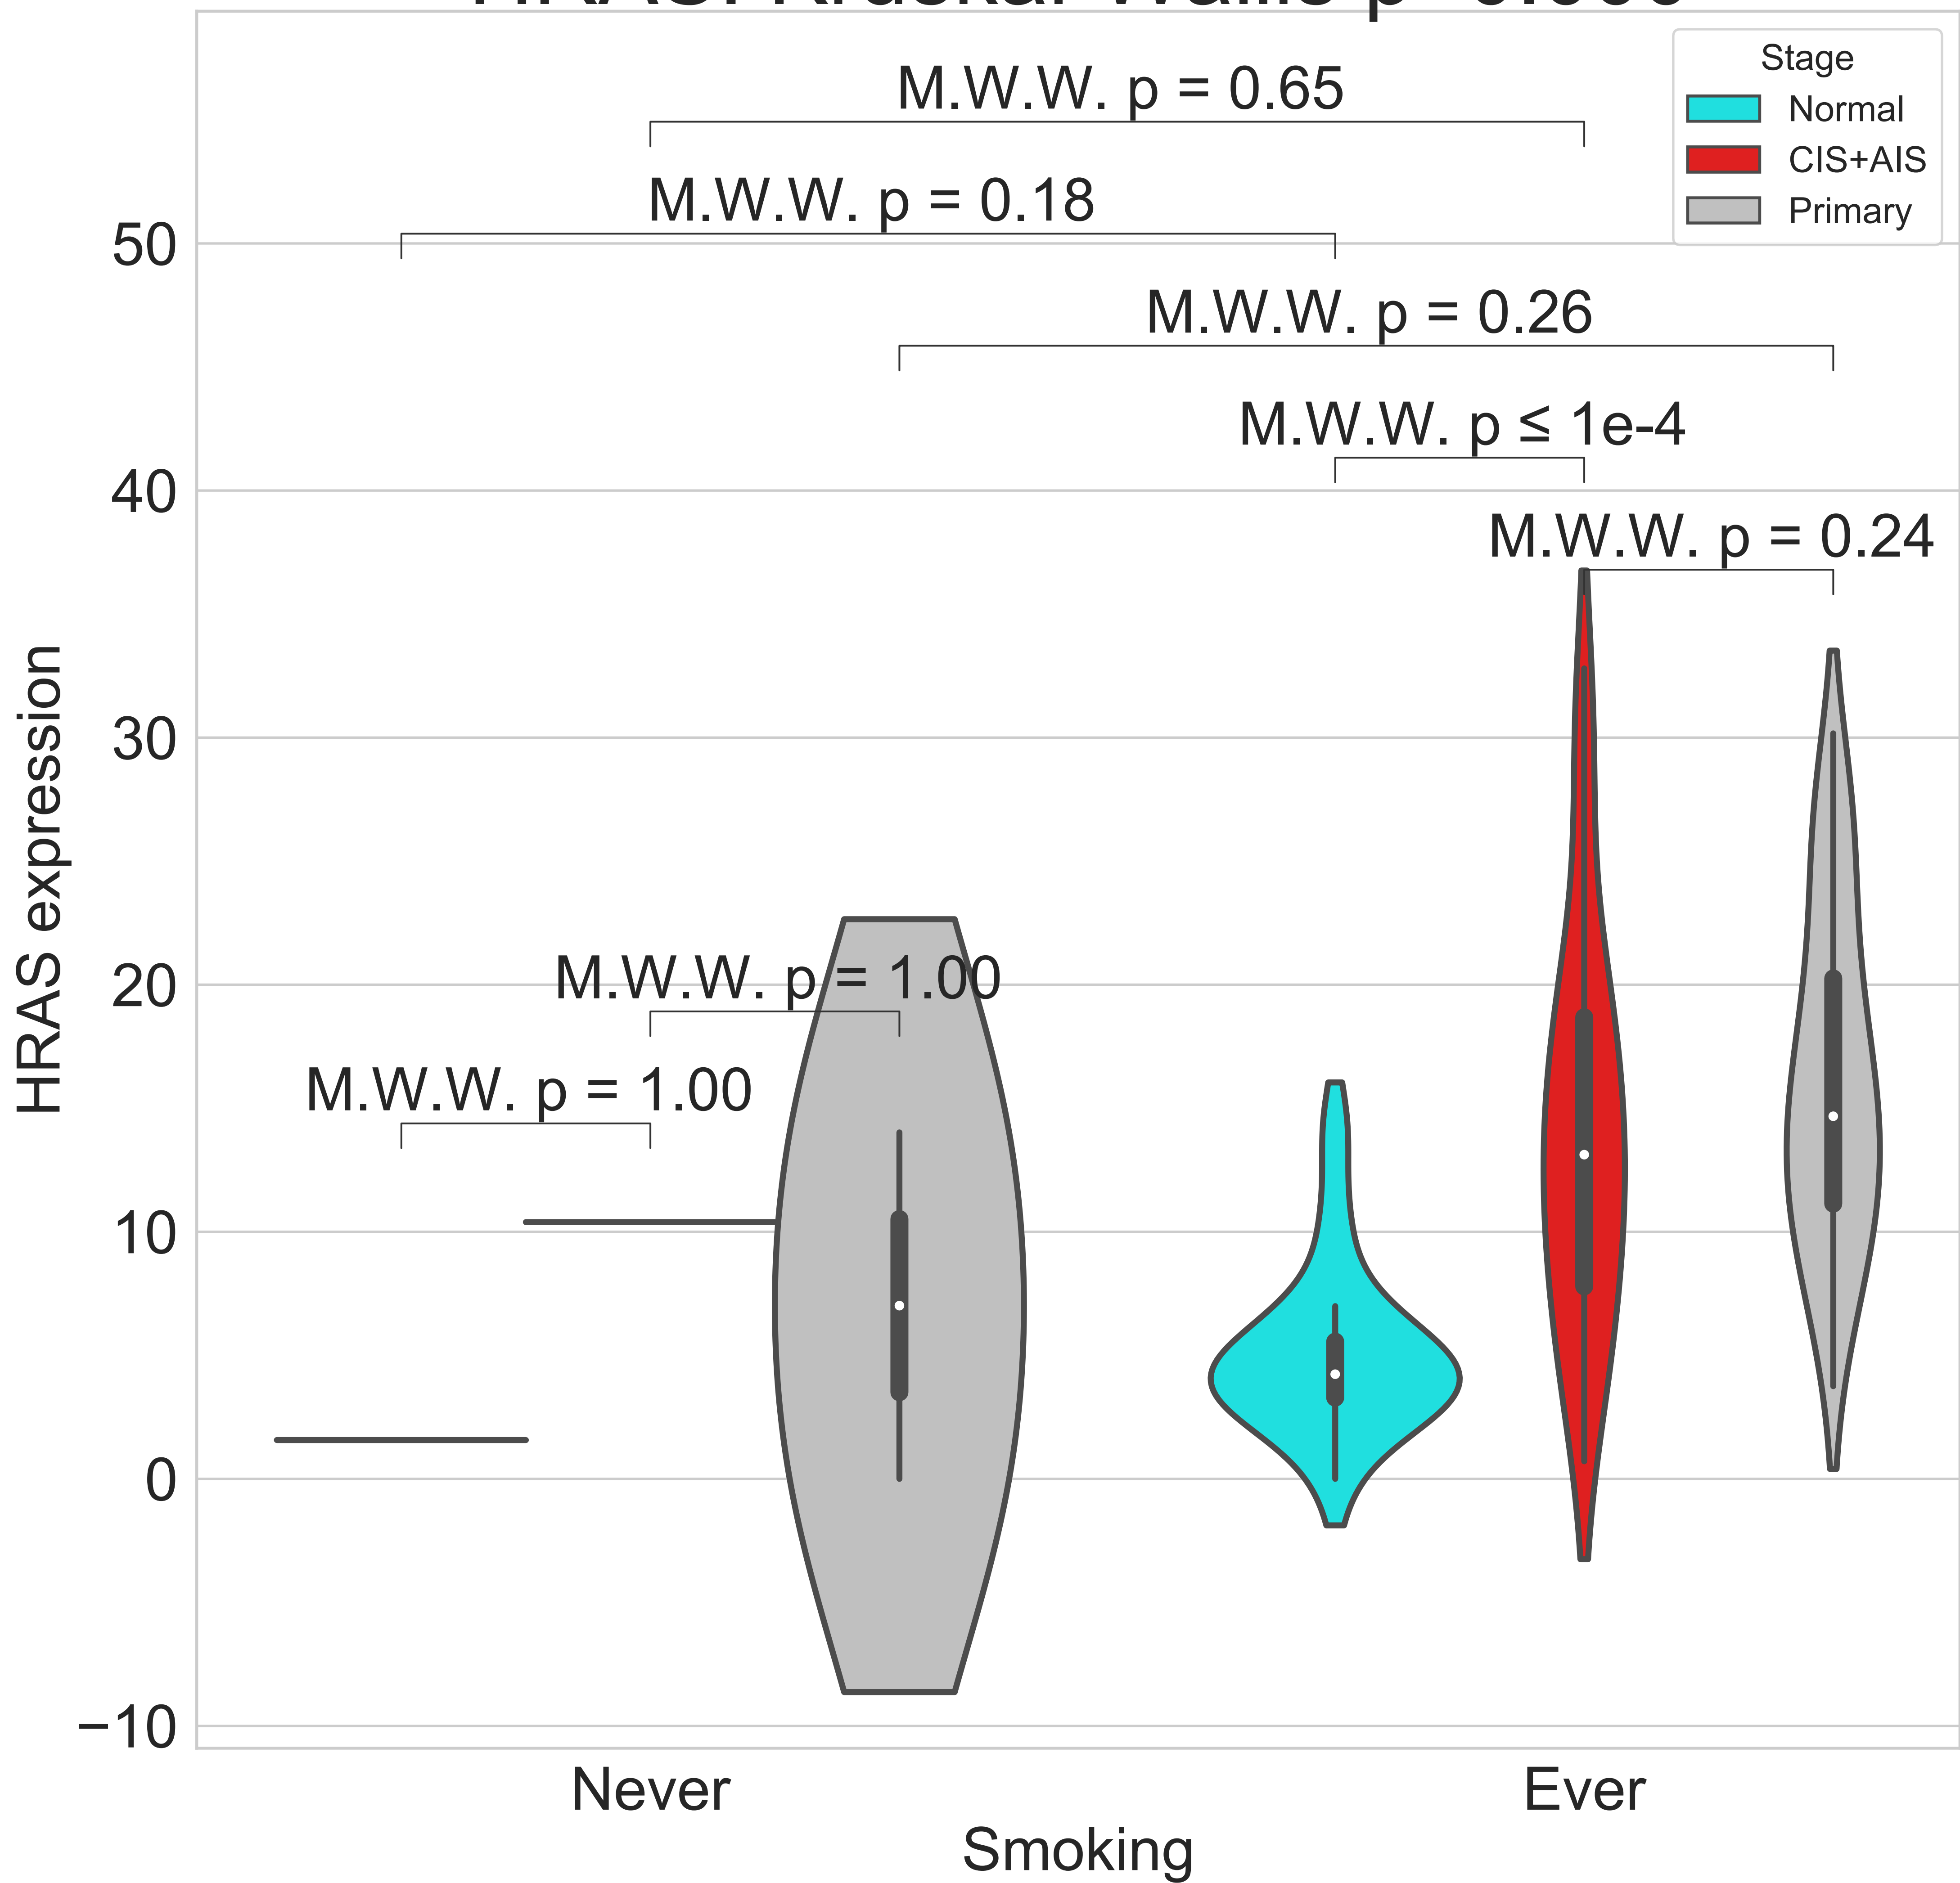 Stage
Normal
CIS+AIS
Primary
M.W.W. p = 0.65
M.W.W. p = 0.18
M.W.W. p = 0.26
M.W.W. p ≤ 1e-4
M.W.W. p = 0.24
M.W.W. p = 1.00
M.W.W. p = 1.00
HRAS expression
50
40
30
20
10
0
−10
Never
Ever
Smoking